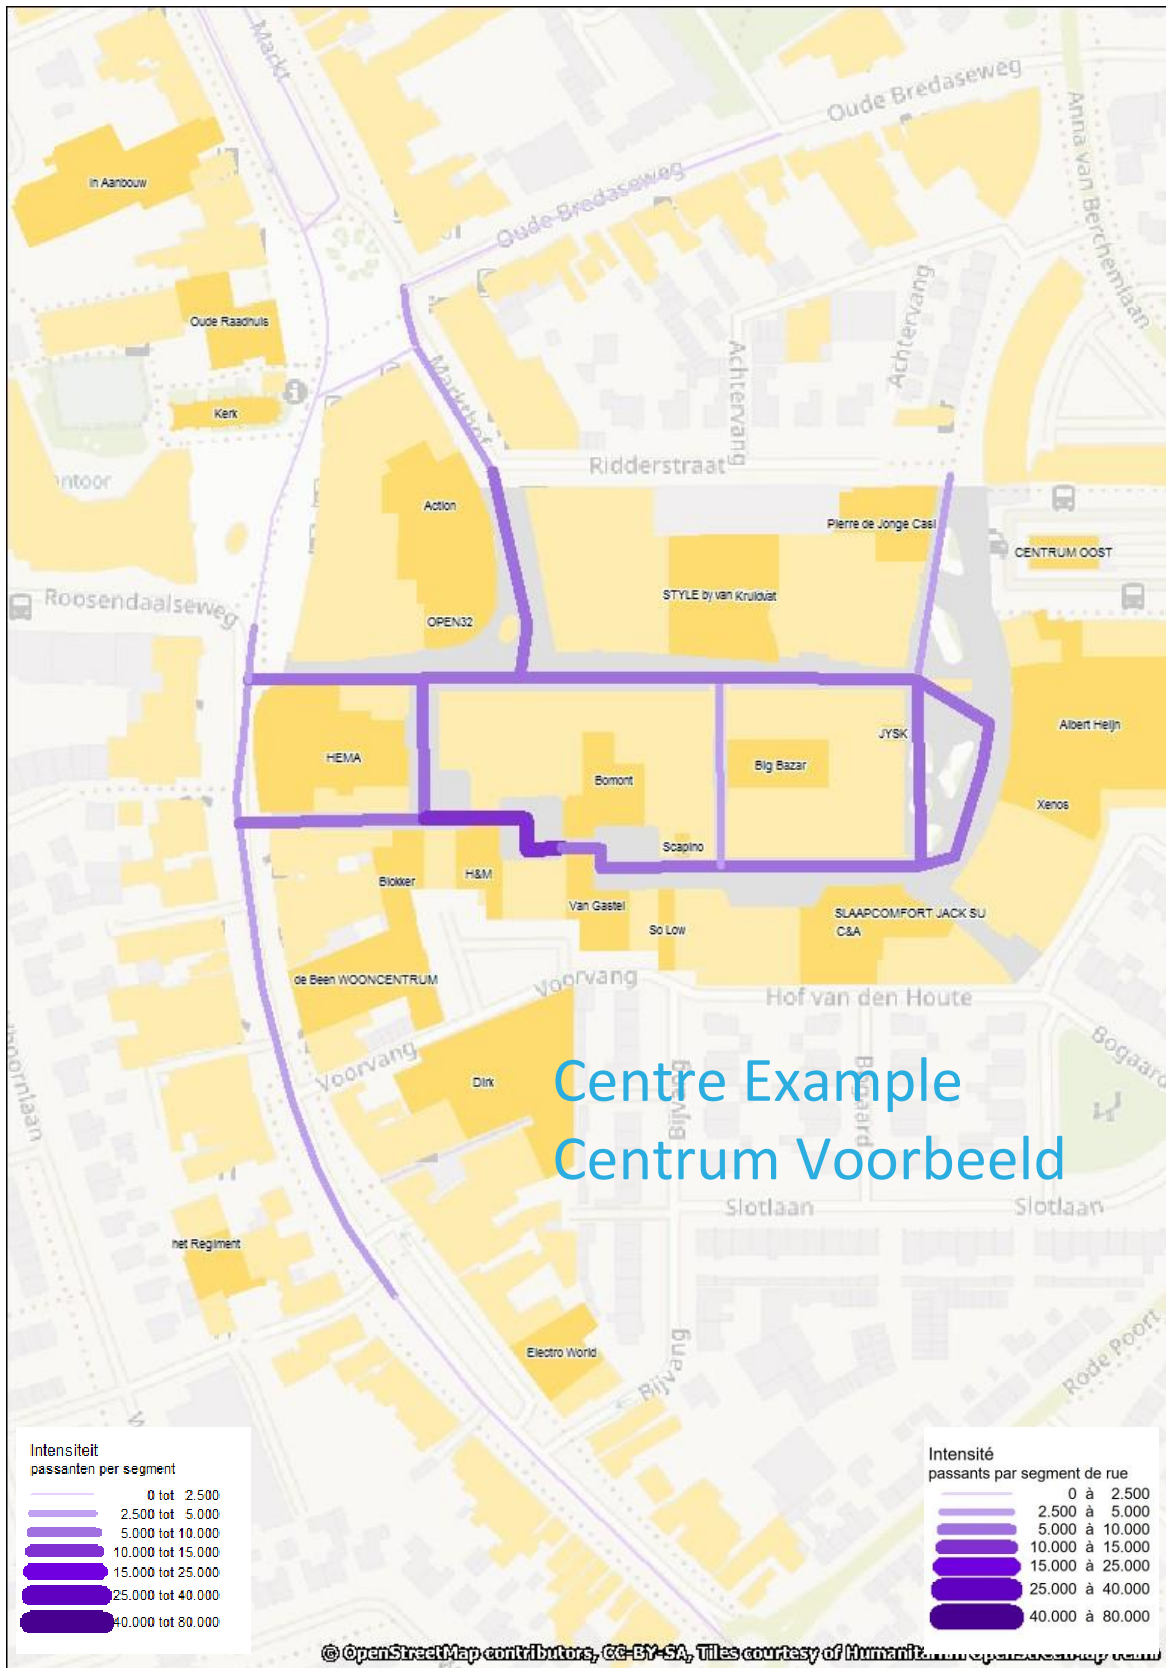 Markt
Oude Bredaseweg
Anna van Berchemlaan
In Aanbouw
Oude Bredaseweg
Achtervang
Achtervang
Oude Raadhuis
Markthof
Kerk
Ridderstraat
ntoor
Action
Pierre de Jonge Casl
CENTRUM OOST
Roosendaalseweg
STYLE by van Kruidvat
OPEN32
Albert Heijn
JYSK
HEMA
Big Bazar
Bomont
Xenos
Scapino
Blokker
H&M
Van Gastel
SLAAPCOMFORT JACK SU
C&A
So Low
de Been WOONCENTRUM
Voorvang
Hof van den Houte
Bogaard
Voorvang
Dirk
Centre Example
Bijvang
Bogaard
hoornlaan
Centrum Voorbeeld
Slotlaan
Slotlaan
het Regiment
Electro World
Bijvang
Rode Poort
Intensiteit
passanten per segment
0 tot 2.500
2.500 tot 5.000
5.000 tot 10.000
10.000 tot 15.000
15.000 tot 25.000
25.000 tot 40.000
40.000 tot 80.000
Intensité
passants par segment de rue
0 à 2.500
2.500 à 5.000
5.000 à 10.000
10.000 à 15.000
15.000 à 25.000
25.000 à 40.000
40.000 à 80.000
© OpenStreetMap contributors, CC-BY-SA, Tiles courtesy of Humanitarian OpenStreetMap Team